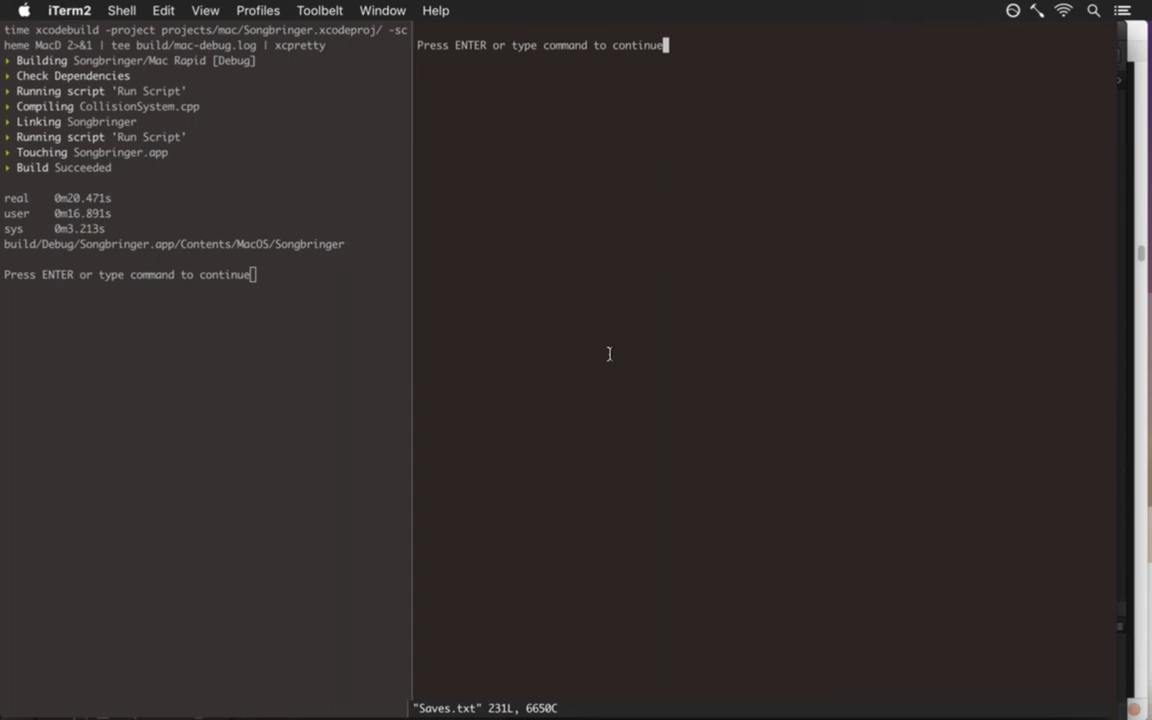 iTerm2 Shell Edit View Profiles Toolbelt Window Help
time xcodebuild -project projects/mac/Songbringer.xcodeproj/ -sc
heme MacD 2>&1 | tee build/mac-debug.log | xcpretty
▸ Building Songbringer/Mac Rapid [Debug]
▸ Check Dependencies
▸ Running script 'Run Script'
▸ Compiling CollisionSystem.cpp
▸ Linking Songbringer
▸ Running script 'Run Script'
▸ Touching Songbringer.app
▸ Build Succeeded
real 0m20.471s
user 0m16.891s
sys 0m3.213s
build/Debug/Songbringer.app/Contents/MacOS/Songbringer
Press ENTER or type command to continue
Press ENTER or type command to continue
"Saves.txt" 231L, 6650C